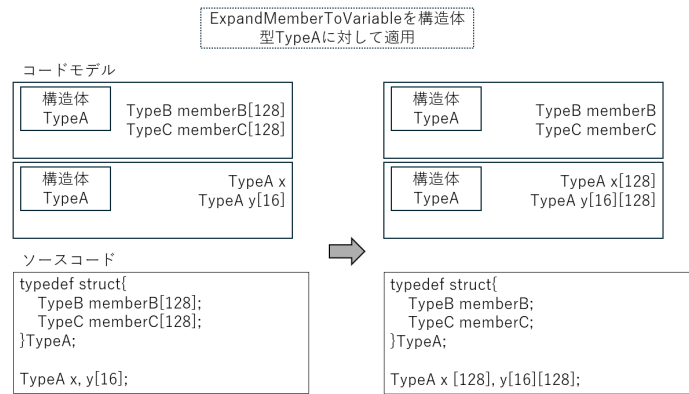 ExpandMemberToVariableを構造体
型TypeAに対して適用
コードモデル
構造体
TypeA
TypeB memberB[128]
TypeC memberC[128]
構造体
TypeA
TypeA x
TypeA y[16]
ソースコード
typedef struct{
TypeB memberB[128];
TypeC memberC[128];
}TypeA;
TypeA x, y[16];
構造体
TypeA
TypeB memberB
TypeC memberC
構造体
TypeA
TypeA x[128]
TypeA y[16][128]
typedef struct{
TypeB memberB;
TypeC memberC;
}TypeA;
TypeA x [128], y[16][128];